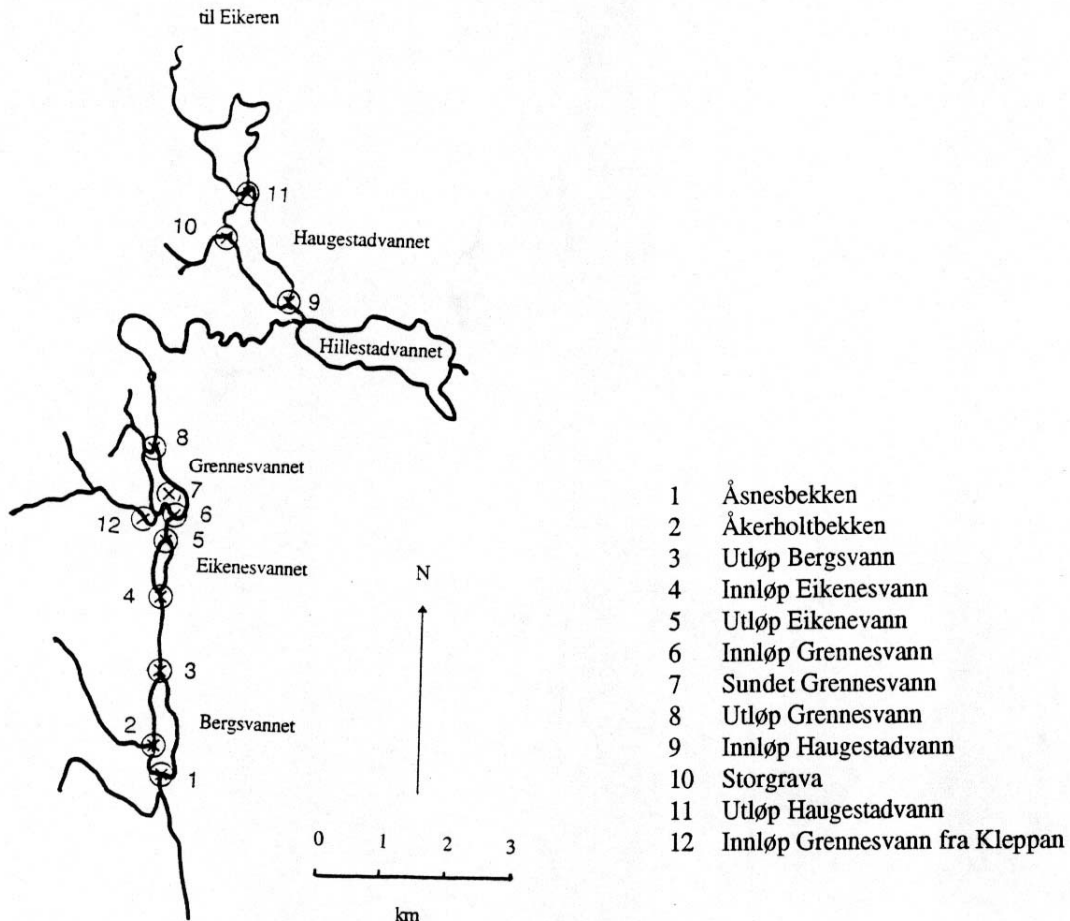 til Eikeren
11
10
Haugestadvannet
9
Hillestadvannet
8
Grennesvannet
7
12
6
5
Eikenesvannet
N
4
3
2
Bergsvannet
1
0 1 2 3
km
1 Åsnesbekken
2 Åkerholtbekken
3 Utløp Bergsvann
4 Innløp Eikenesvann
5 Utløp Eikenevann
6 Innløp Grennesvann
7 Sundet Grennesvann
8 Utløp Grennesvann
9 Innløp Haugestadvann
10 Storgrava
11 Utløp Haugestadvann
12 Innløp Grennesvann fra Kleppan